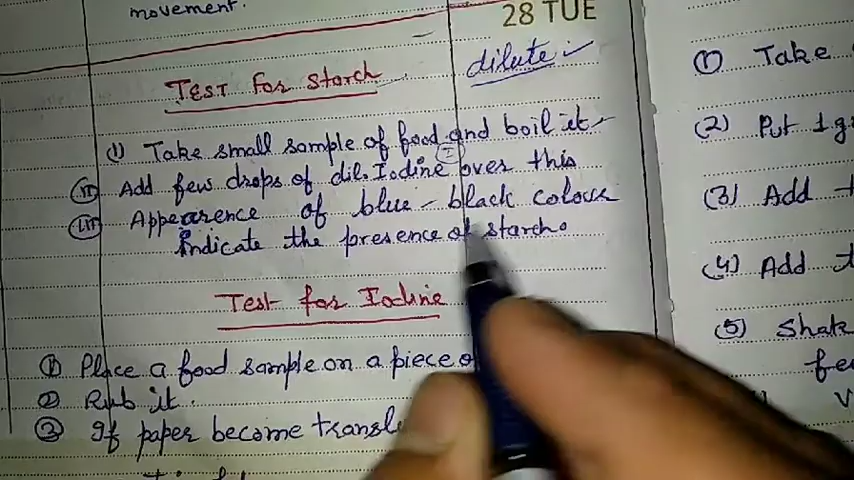 movement.
28 TUE
Test for Starch
dilute
(i) Take small sample of food and boil it
(ii) Add few drops of dil. Iodine over this
(I)
(iii) Appearence of blue - black colour
indicate the presence of starch.
Test for Iodine
① Place a food sample on a piece
② Rub it.
③ If paper become
① Take
(2) Put 1
(3) Add
(4) Add
(5) Shak